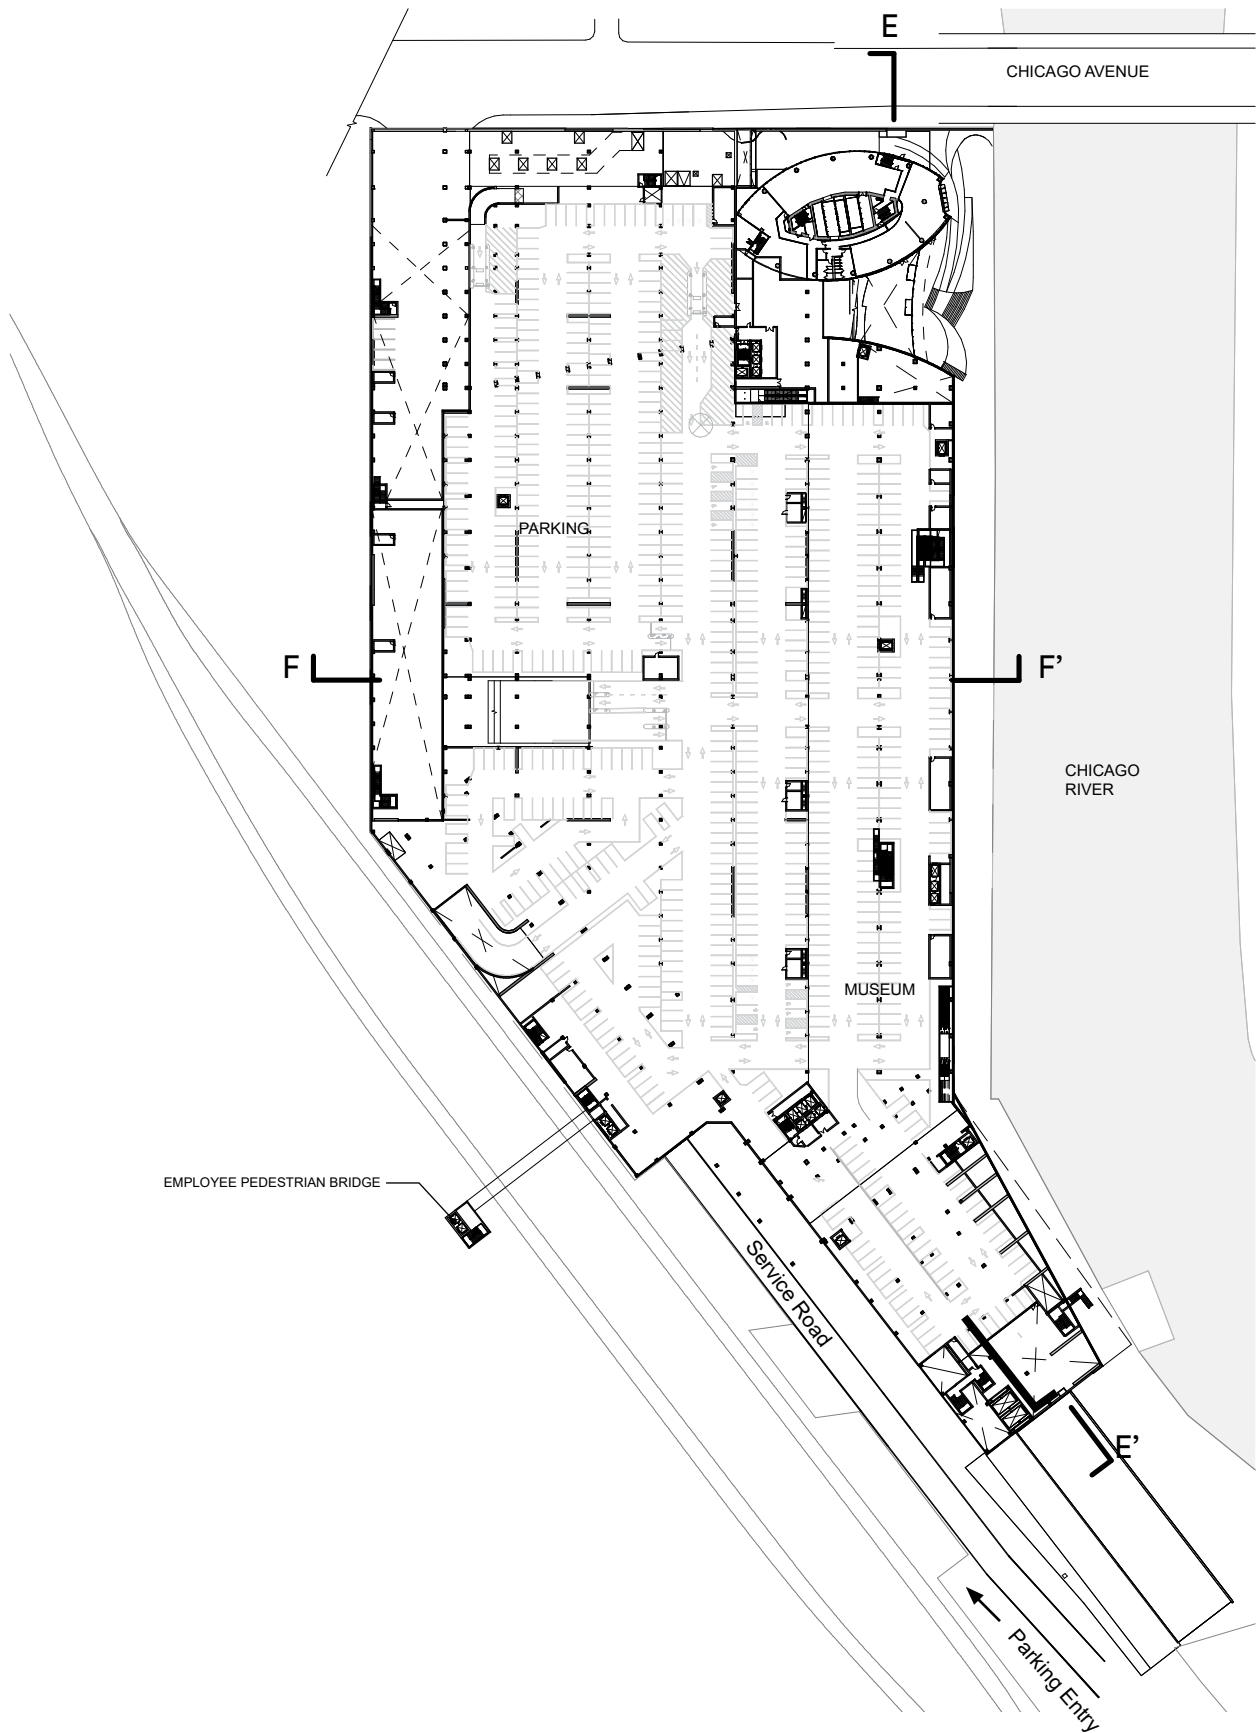 E
CHICAGO AVENUE
PARKING
F
F'
CHICAGO
RIVER
MUSEUM
EMPLOYEE PEDESTRIAN BRIDGE
Service Road
E'
Parking Entry